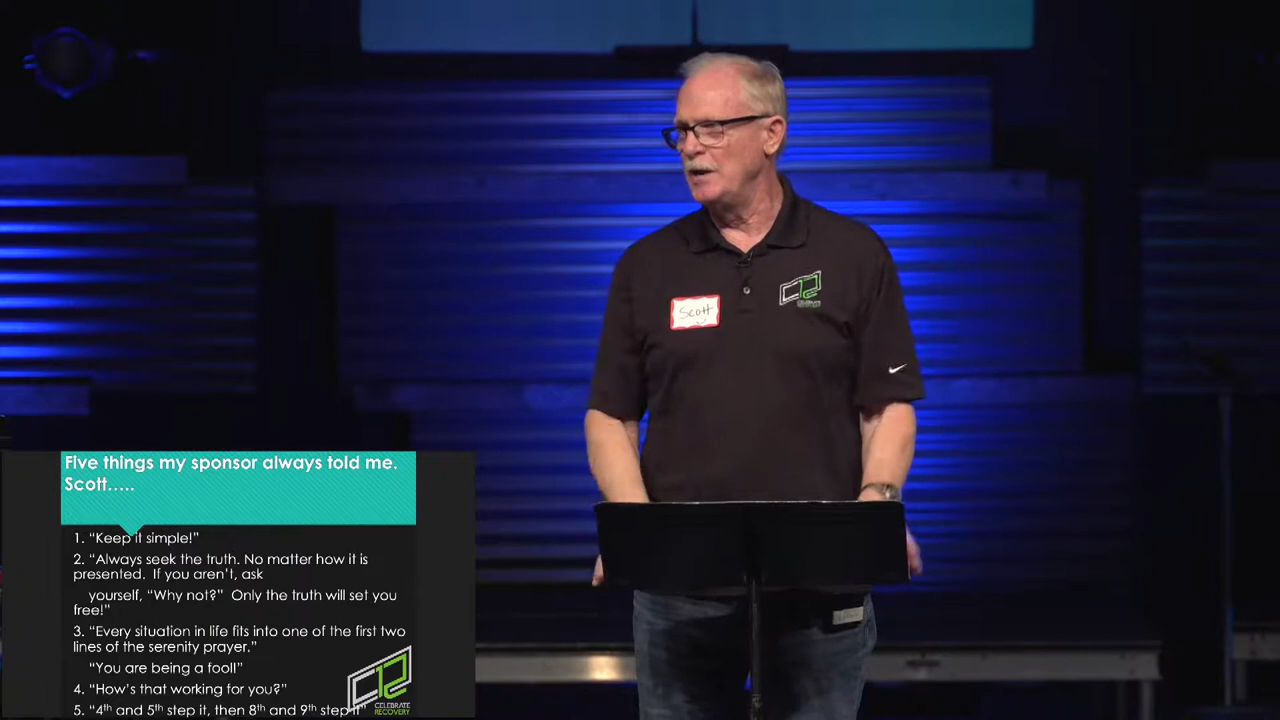 Scott
Five things my sponsor always told me.
Scott.....
1. “Keep it simple!”
2. “Always seek the truth. No matter how it is
presented.  If you aren’t, ask
yourself, “Why not?”  Only the truth will set you
free!”
3. “Every situation in life fits into one of the first two
lines of the serenity prayer.”
“You are being a fool!”
4. “How’s that working for you?”
5. “4th and 5th step it, then 8th and 9th step it”
CELEBRATE
RECOVERY